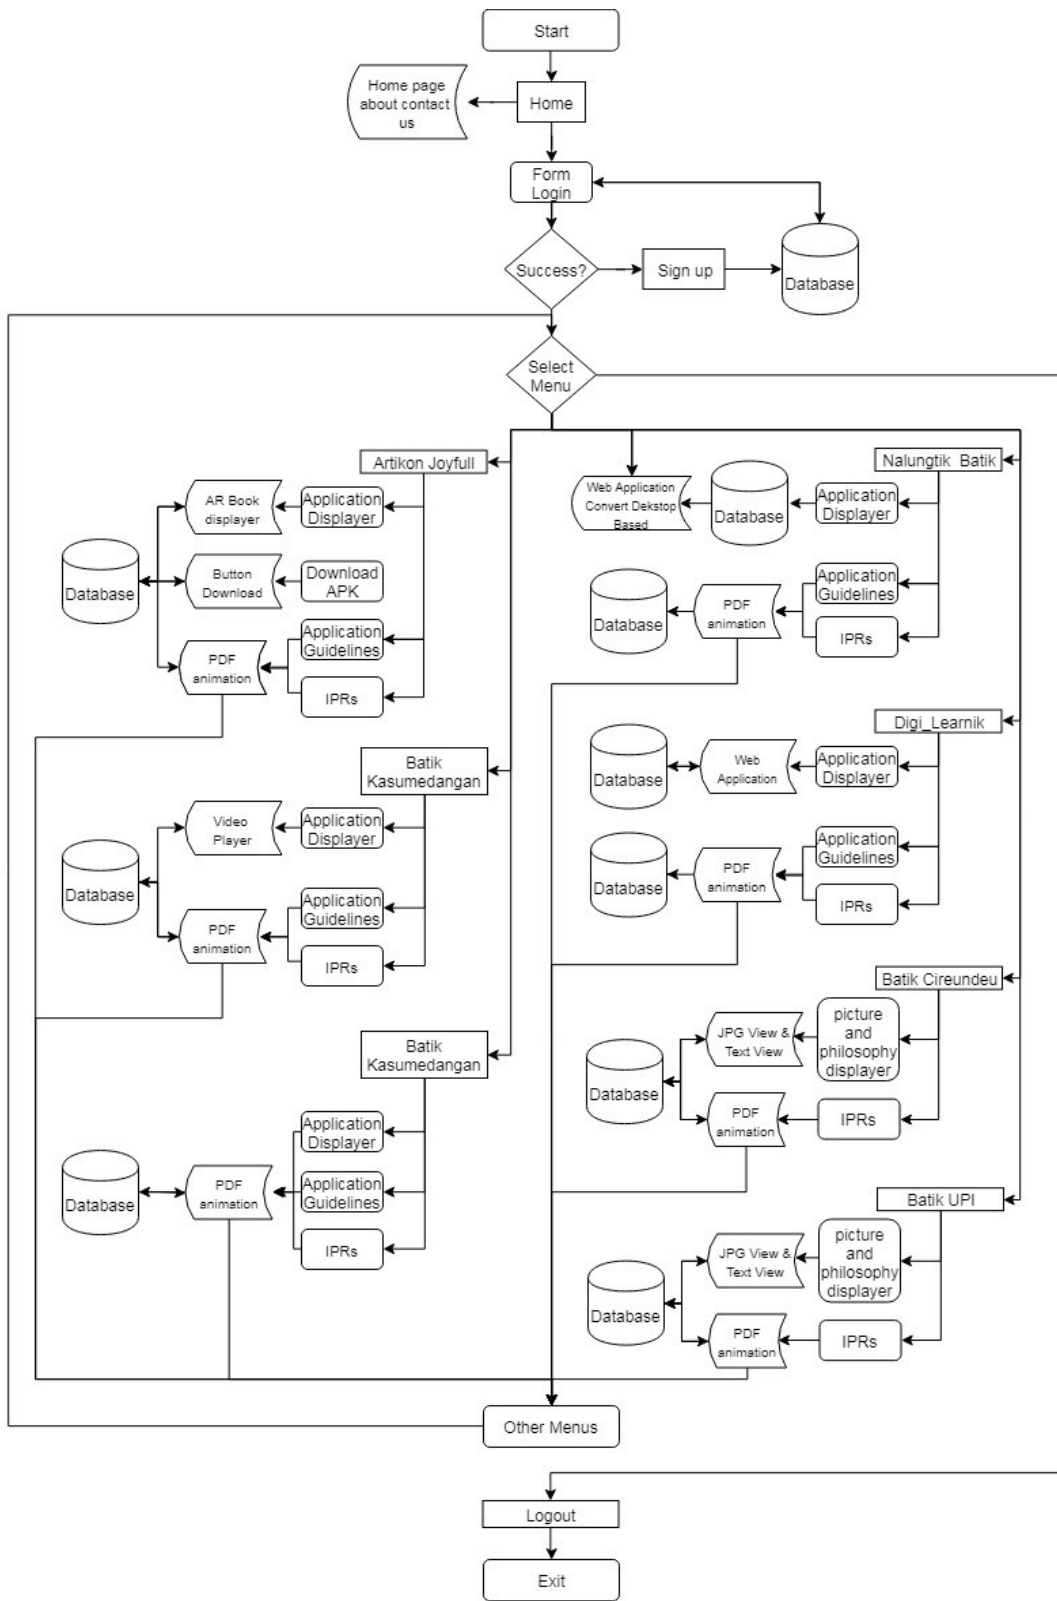 Start
Home page
about contact
us
Home
Form
Login
Success?
Sign up
Database
Select
Menu
Artikon Joyfull
AR Book
displayer
Application
Displayer
Database
Button
Download
Download
APK
PDF
animation
Application
Guidelines
IPRs
Batik
Kasumedangan
Video
Player
Application
Displayer
Database
PDF
animation
Application
Guidelines
IPRs
Batik
Kasumedangan
Application
Displayer
Database
PDF
animation
Application
Guidelines
IPRs
Nalungtik Batik
Web Application
Convert Dekstop
Based
Database
Application
Displayer
Database
PDF
animation
Application
Guidelines
IPRs
Digi_Learnik
Database
Web
Application
Application
Displayer
Database
PDF
animation
Application
Guidelines
IPRs
Batik Cireundeu
JPG View &
Text View
picture
and
philosophy
displayer
Database
PDF
animation
IPRs
Batik UPI
JPG View &
Text View
picture
and
philosophy
displayer
Database
PDF
animation
IPRs
Other Menus
Logout
Exit